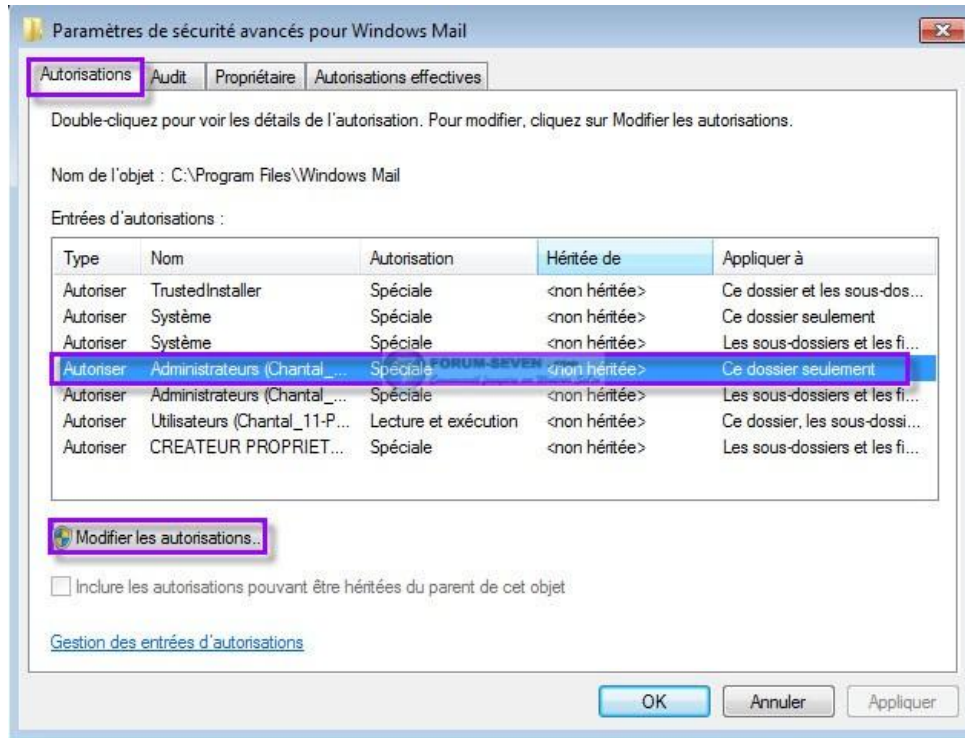 Paramètres de sécurité avancés pour Windows Mail
Autorisations Audit Propriétaire Autorisations effectives
Double-cliquez pour voir les détails de l'autorisation. Pour modifier, cliquez sur Modifier les autorisations.
Nom de l'objet : C:\Program Files\Windows Mail
Entrées d'autorisations :
Type Nom Autorisation Héritée de Appliquer à
Autoriser TrustedInstaller Spéciale <non héritée> Ce dossier et les sous-dos...
Autoriser Système Spéciale <non héritée> Ce dossier seulement
Autoriser Système Spéciale <non héritée> Les sous-dossiers et les fi...
Autoriser Administrateurs (Chantal_... Spéciale <non héritée> Ce dossier seulement
FORUM-SEVEN
Autoriser Administrateurs (Chantal_... Spéciale <non héritée> Les sous-dossiers et les fi...
Autoriser Utilisateurs (Chantal_11-P... Lecture et exécution <non héritée> Ce dossier, les sous-dossi...
Autoriser CREATEUR PROPRIET... Spéciale <non héritée> Les sous-dossiers et les fi...
Modifier les autorisations...
Inclure les autorisations pouvant être héritées du parent de cet objet
Gestion des entrées d'autorisations
OK Annuler Appliquer